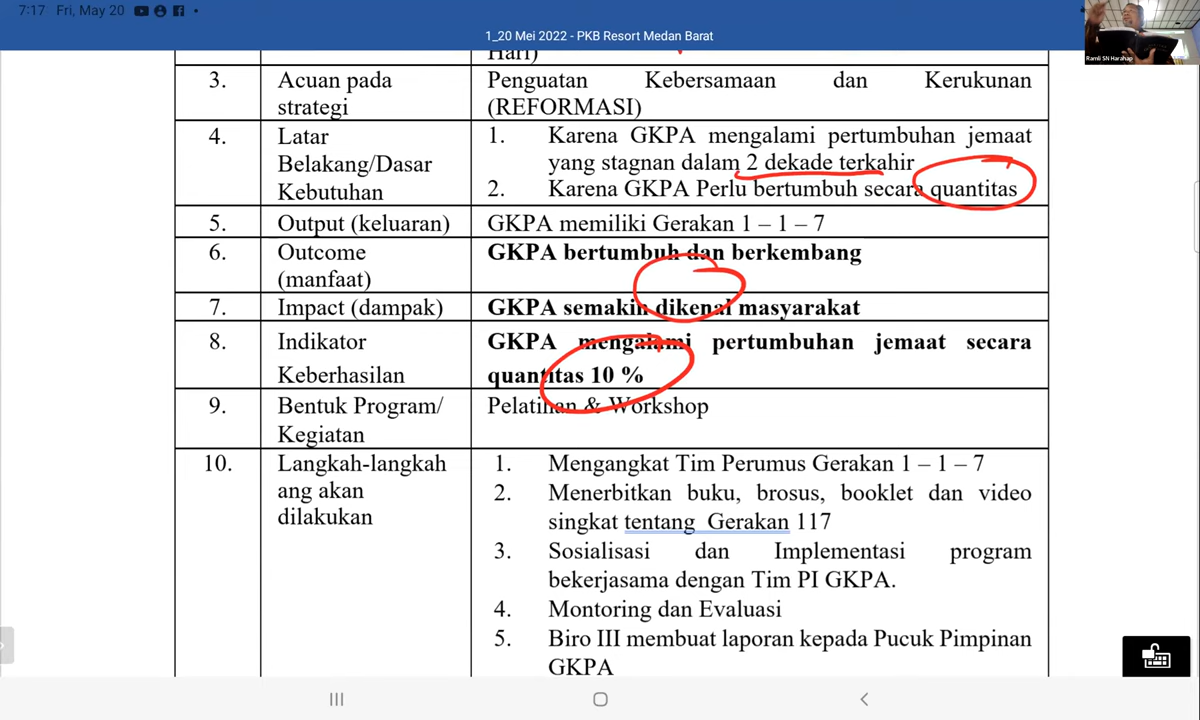 7:17 Fri, May 20
1_20 Mei 2022 - PKB Resort Medan Barat
Ramli SN Harahap
Hari)
3. Acuan pada strategi
Penguatan Kebersamaan dan Kerukunan
(REFORMASI)
4. Latar
Belakang/Dasar
Kebutuhan
1. Karena GKPA mengalami pertumbuhan jemaat
yang stagnan dalam 2 dekade terkahir
2. Karena GKPA Perlu bertumbuh secara quantitas
5. Output (keluaran) GKPA memiliki Gerakan 1 – 1 – 7
6. Outcome
(manfaat)
GKPA bertumbuh dan berkembang
7. Impact (dampak) GKPA semakin dikenal masyarakat
8. Indikator
Keberhasilan
GKPA mengalami pertumbuhan jemaat secara
quantitas 10 %
9. Bentuk Program/
Kegiatan
Pelatihan & Workshop
10. Langkah-langkah
ang akan
dilakukan
1. Mengangkat Tim Perumus Gerakan 1 – 1 – 7
2. Menerbitkan buku, brosus, booklet dan video
singkat tentang Gerakan 117
3. Sosialisasi dan Implementasi program
bekerjasama dengan Tim PI GKPA.
4. Montoring dan Evaluasi
5. Biro III membuat laporan kepada Pucuk Pimpinan
GKPA